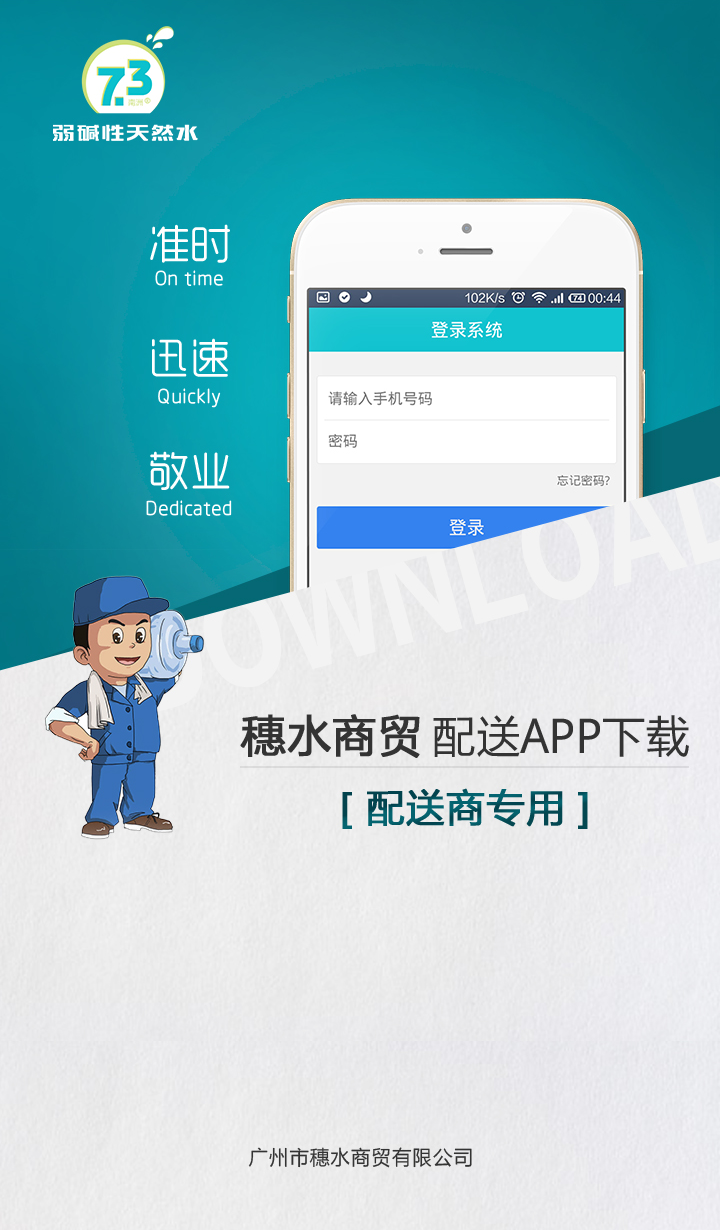 7.3
弱碱性天然水
准时
On time
迅速
Quickly
敬业
Dedicated
102K/s 74 00:44
登录系统
请输入手机号码
密码
忘记密码?
登录
DOWNLOAD
穗水商贸 配送APP下载
[ 配送商专用 ]
广州市穗水商贸有限公司